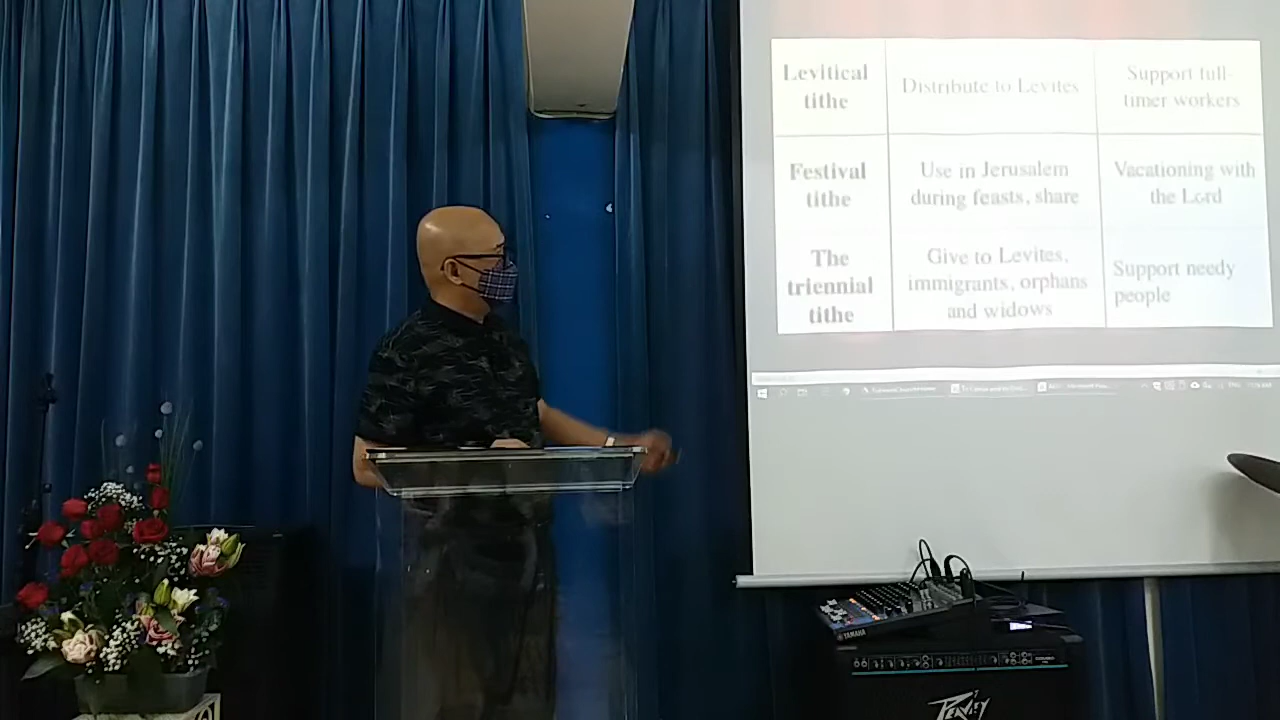 Levitical tithe
Distribute to Levites
Support full-
timer workers
Festival tithe
Use in Jerusalem
during feasts, share
Vacationing with
the Lord
The triennial tithe
Give to Levites,
immigrants, orphans
and widows
Support needy
people
YAMAHA
PEAVEY